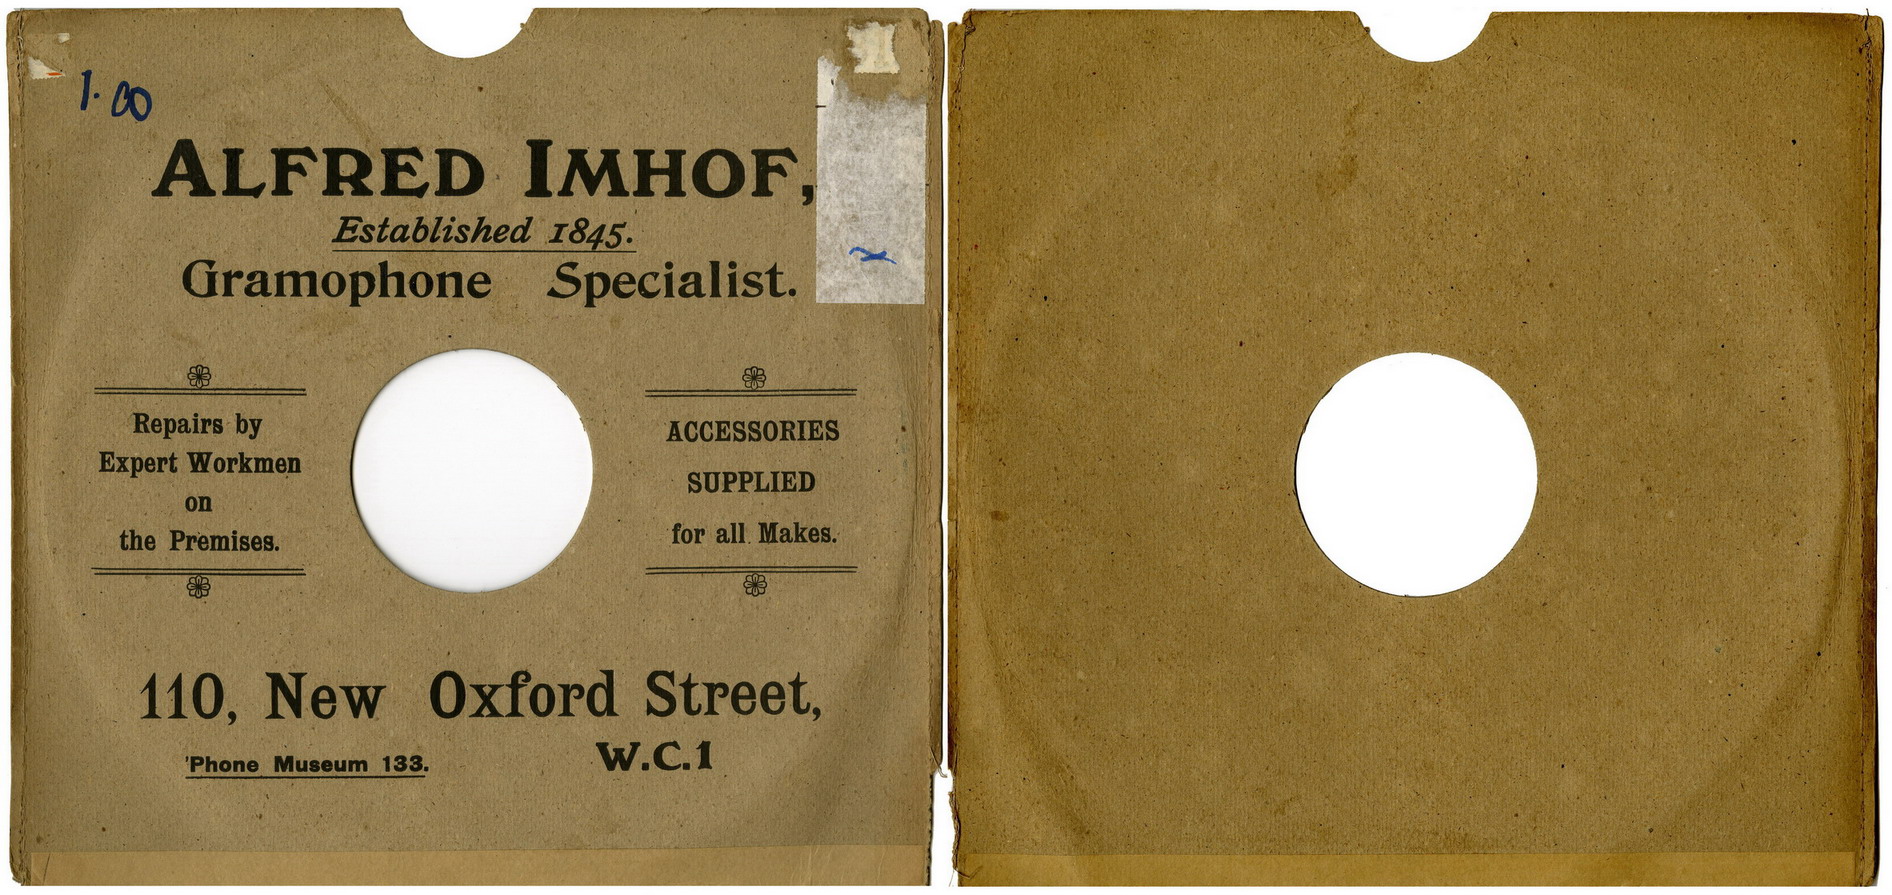 1.00
ALFRED IMHOF,
Established 1845.
Gramophone Specialist.
Repairs by
Expert Workmen
on
the Premises.
ACCESSORIES
SUPPLIED
for all Makes.
110, New Oxford Street,
W.C.1
'Phone Museum 133.